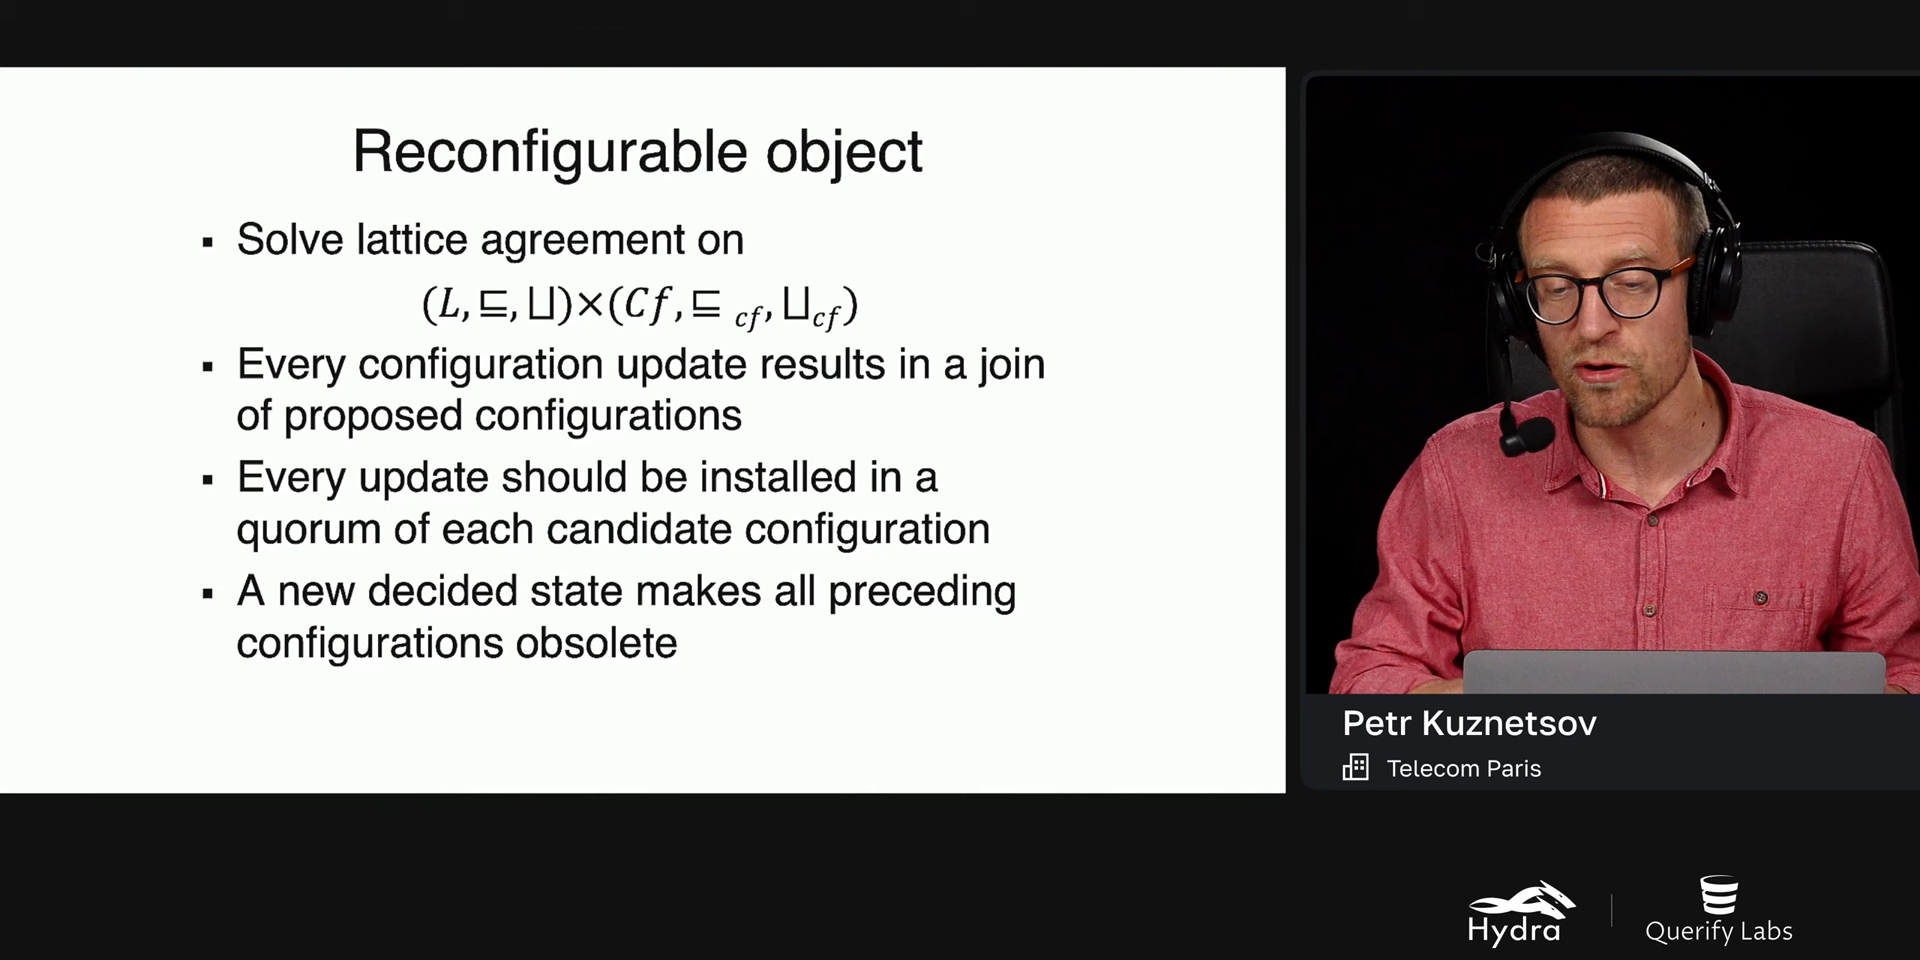 Reconfigurable object
▪ Solve lattice agreement on
(L, ⊑, ⨆)×(Cf, ⊑ cf, ⨆cf)
▪ Every configuration update results in a join
of proposed configurations
▪ Every update should be installed in a
quorum of each candidate configuration
▪ A new decided state makes all preceding
configurations obsolete
Petr Kuznetsov
Telecom Paris
Hydra
Querify Labs